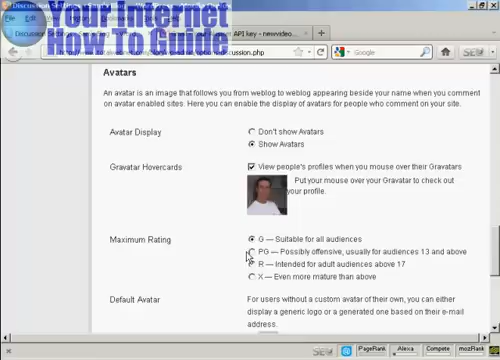 Your Internet
How To Guide
API key - newvideo...
Google
Avatars
An avatar is an image that follows you from weblog to weblog appearing beside your name when you comment
on avatar enabled sites. Here you can enable the display of avatars for people who comment on your site.
Avatar Display
Don't show Avatars
Show Avatars
Gravatar Hovercards
View people's profiles when you mouse over their Gravatars
Put your mouse over your Gravatar to check out
your profile.
Maximum Rating
G — Suitable for all audiences
PG — Possibly offensive, usually for audiences 13 and above
R — Intended for adult audiences above 17
X — Even more mature than above
Default Avatar
For users without a custom avatar of their own, you can either
display a generic logo or a generated one based on their e-mail
address.
PageRank
Alexa
Compete
mozRank